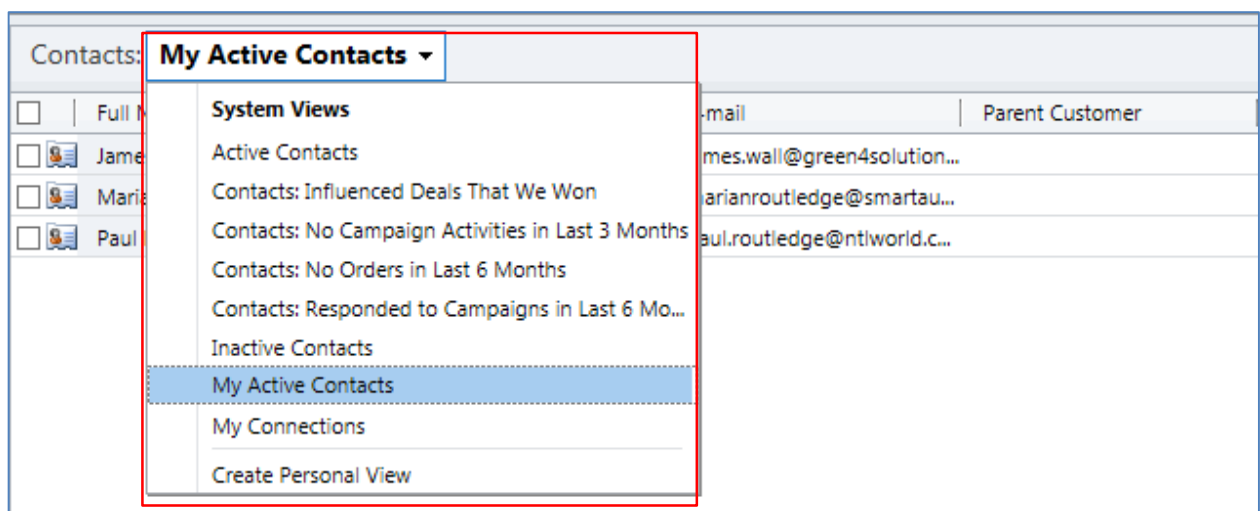 Contacts: My Active Contacts
Full -mail Parent Customer
System Views
Active Contacts
Jame mes.wall@green4solution...
Contacts: Influenced Deals That We Won
Maria arianroutledge@smartau...
Contacts: No Campaign Activities in Last 3 Months
Paul aul.routledge@ntlworld.c...
Contacts: No Orders in Last 6 Months
Contacts: Responded to Campaigns in Last 6 Mo...
Inactive Contacts
My Active Contacts
My Connections
Create Personal View